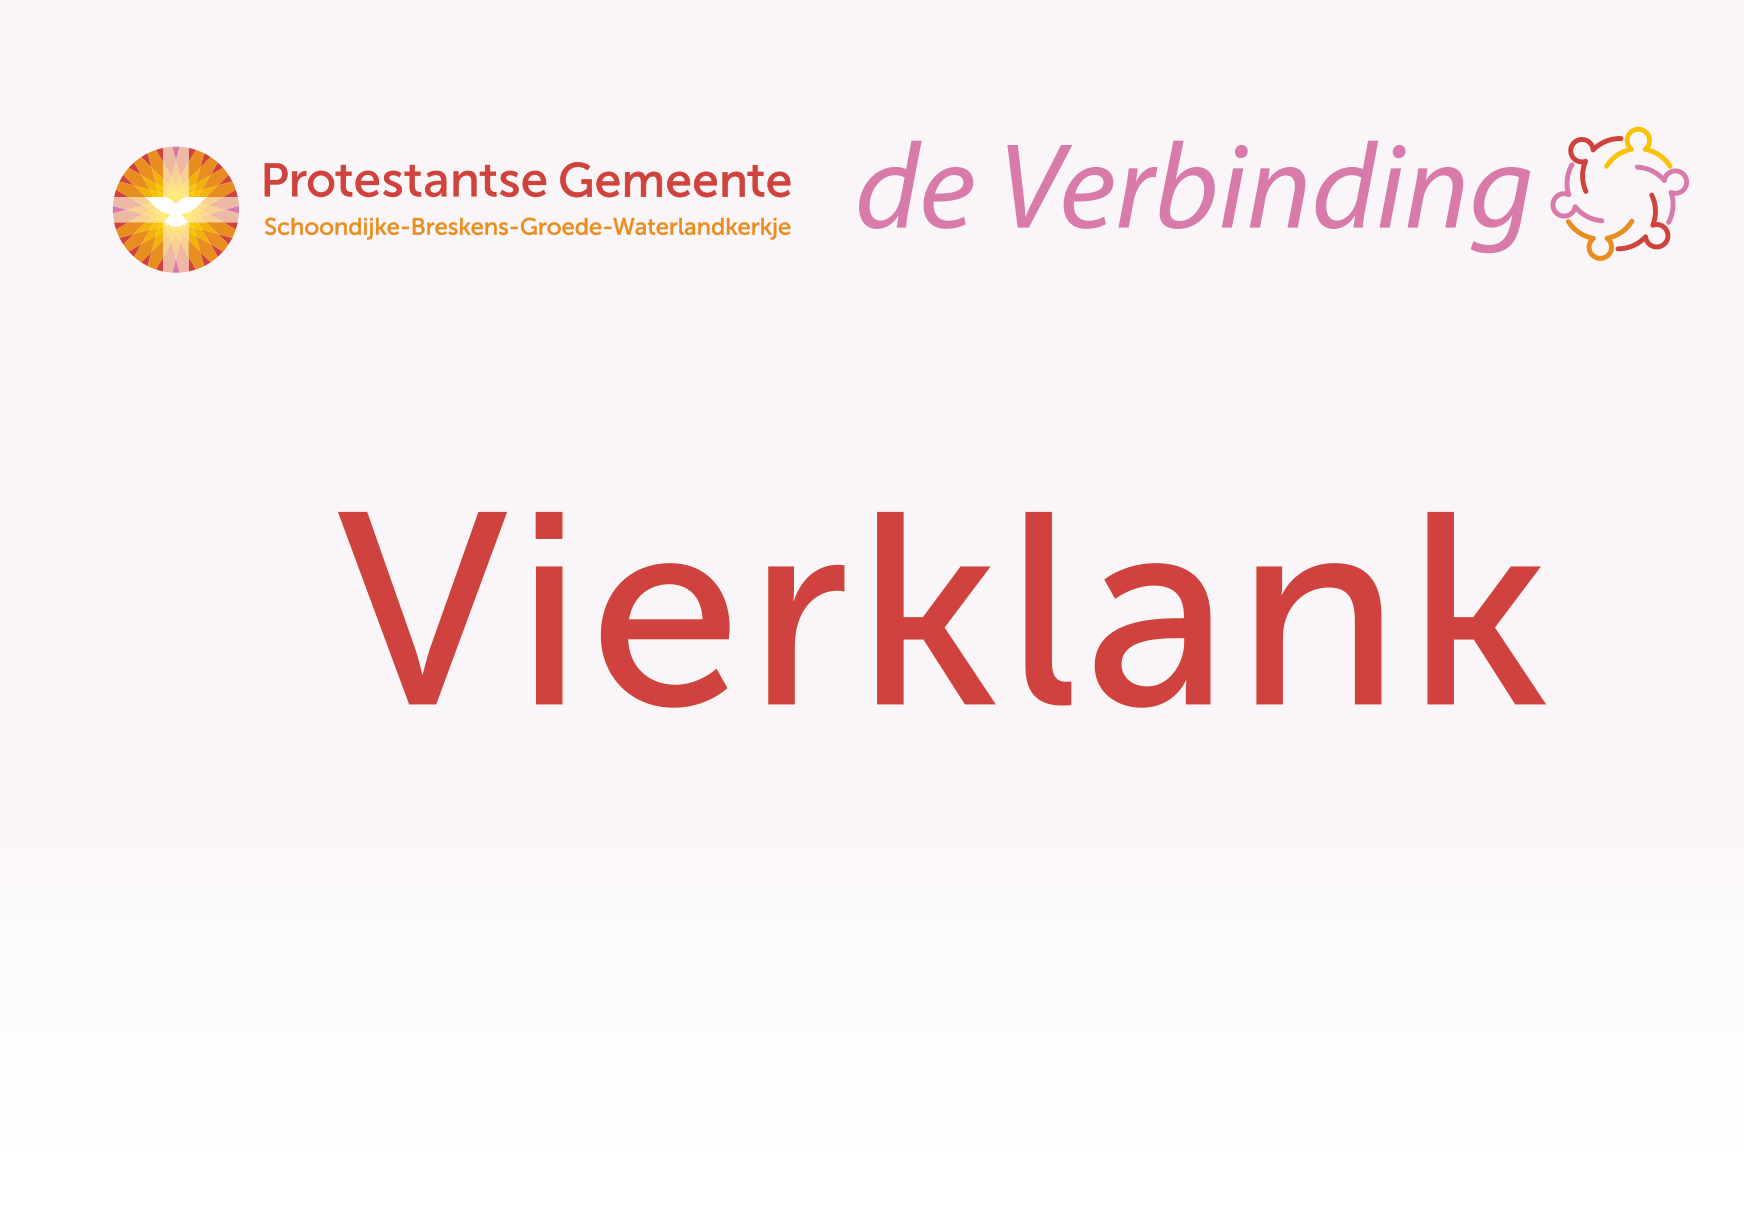 Protestantse Gemeente
Schoondijke-Breskens-Groede-Waterlandkerkje
de Verbinding
Vierklank